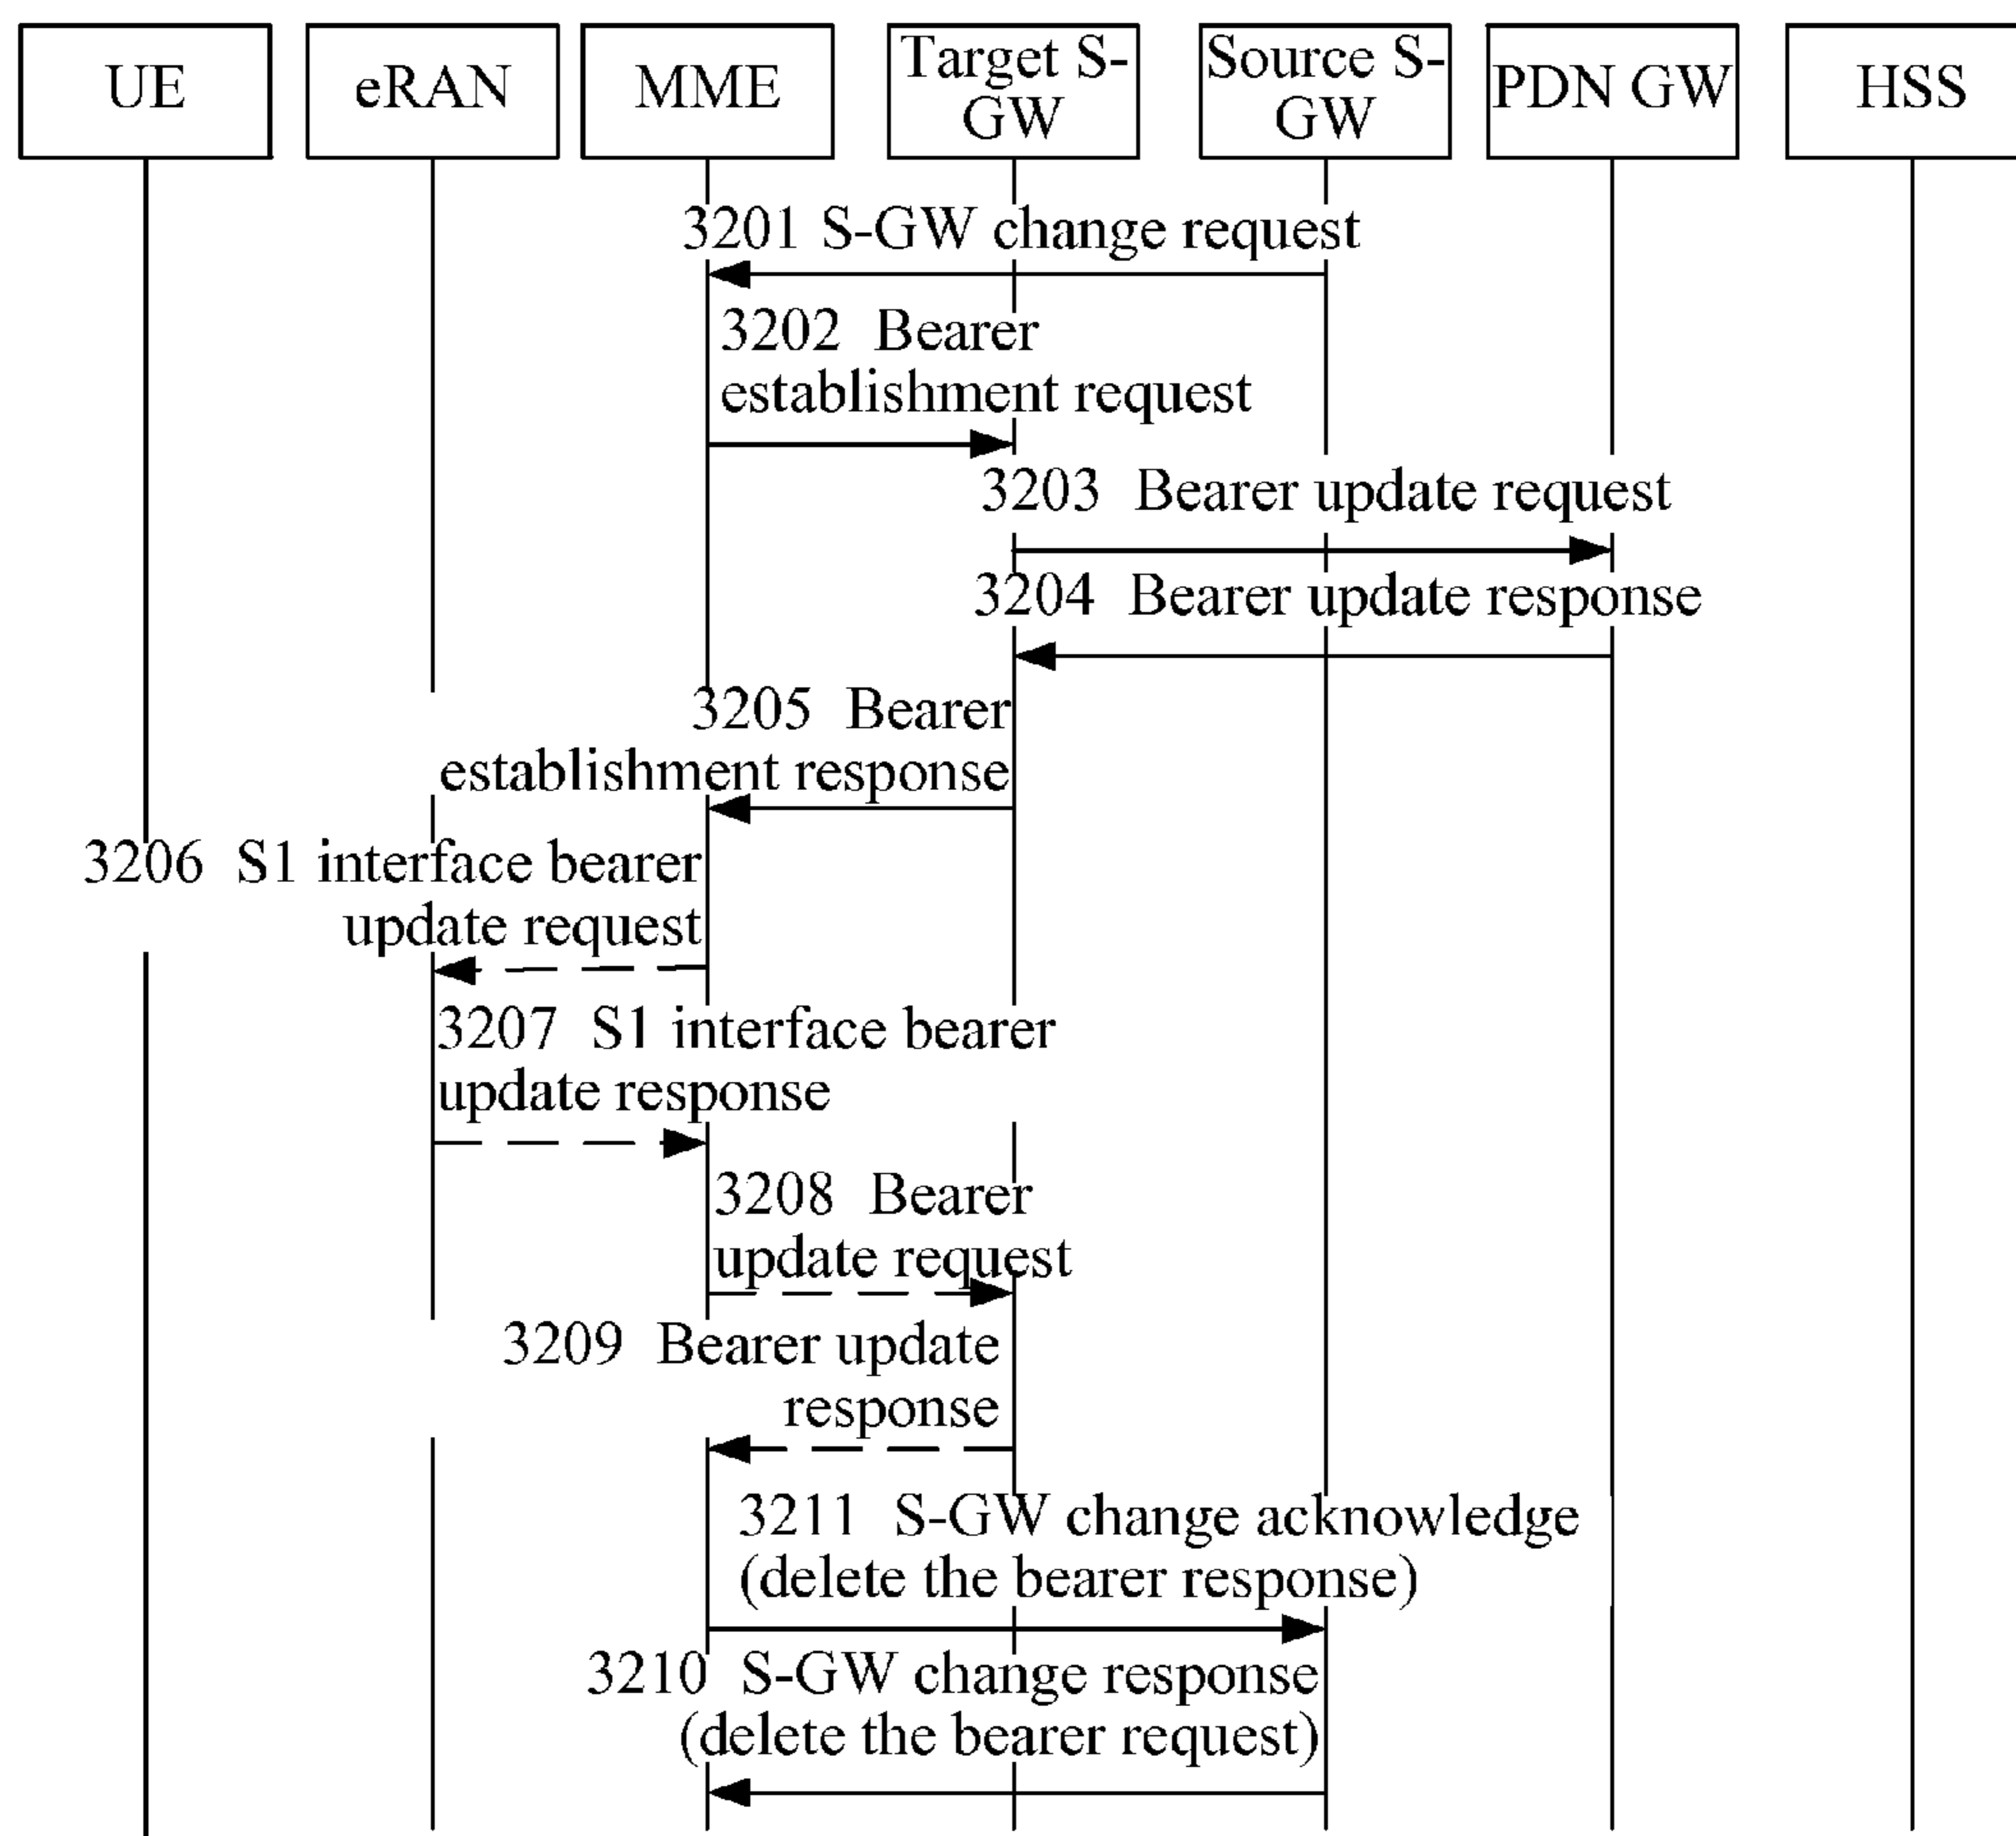 UE
eRAN
MME
Target S-
GW
Source S-
GW
PDN GW
HSS
3201 S-GW change request
3202 Bearer
establishment request
3203 Bearer update request
3204 Bearer update response
3205 Bearer
establishment response
3206 S1 interface bearer
update request
3207 S1 interface bearer
update response
3208 Bearer
update request
3209 Bearer update
response
3211 S-GW change acknowledge
(delete the bearer response)
3210 S-GW change response
(delete the bearer request)